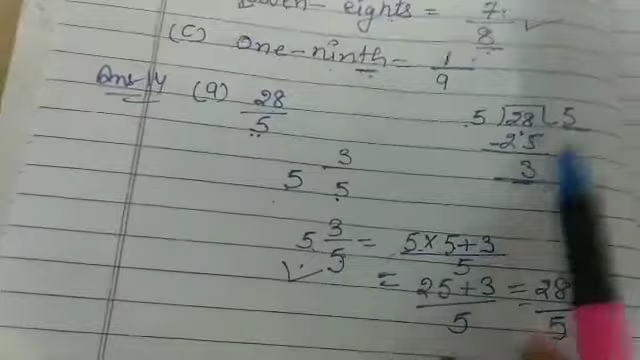 eights = 7/8
(C) One-ninth = 1/9
Ans 14 (a) 28/5
5 ) 28 ( 5
- 25
3
5 3/5
5 3/5 = 5 × 5 + 3 / 5
= 25 + 3 / 5 = 28 / 5